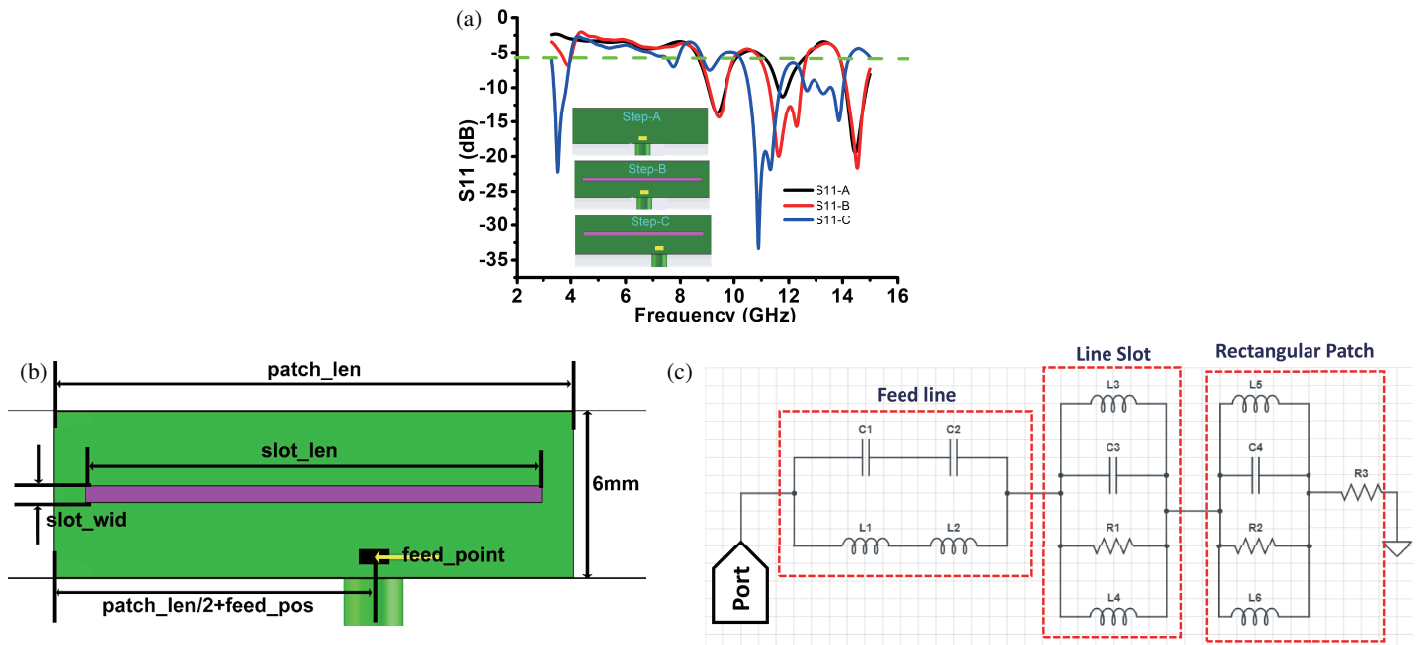 (a)
0
-5
-10
-15
-20
-25
-30
-35
S11 (dB)
Step-A
Step-B
Step-C
S11-A
S11-B
S11-C
2 4 6 8 10 12 14 16
Frequency (GHz)
(b)
patch_len
slot_len
6mm
slot_wid
feed_point
patch_len/2+feed_pos
(c)
Feed line
Line Slot
Rectangular Patch
C1 C2
L1 L2
L3
C3
R1
L4
L5
C4
R2
L6
R3
Port